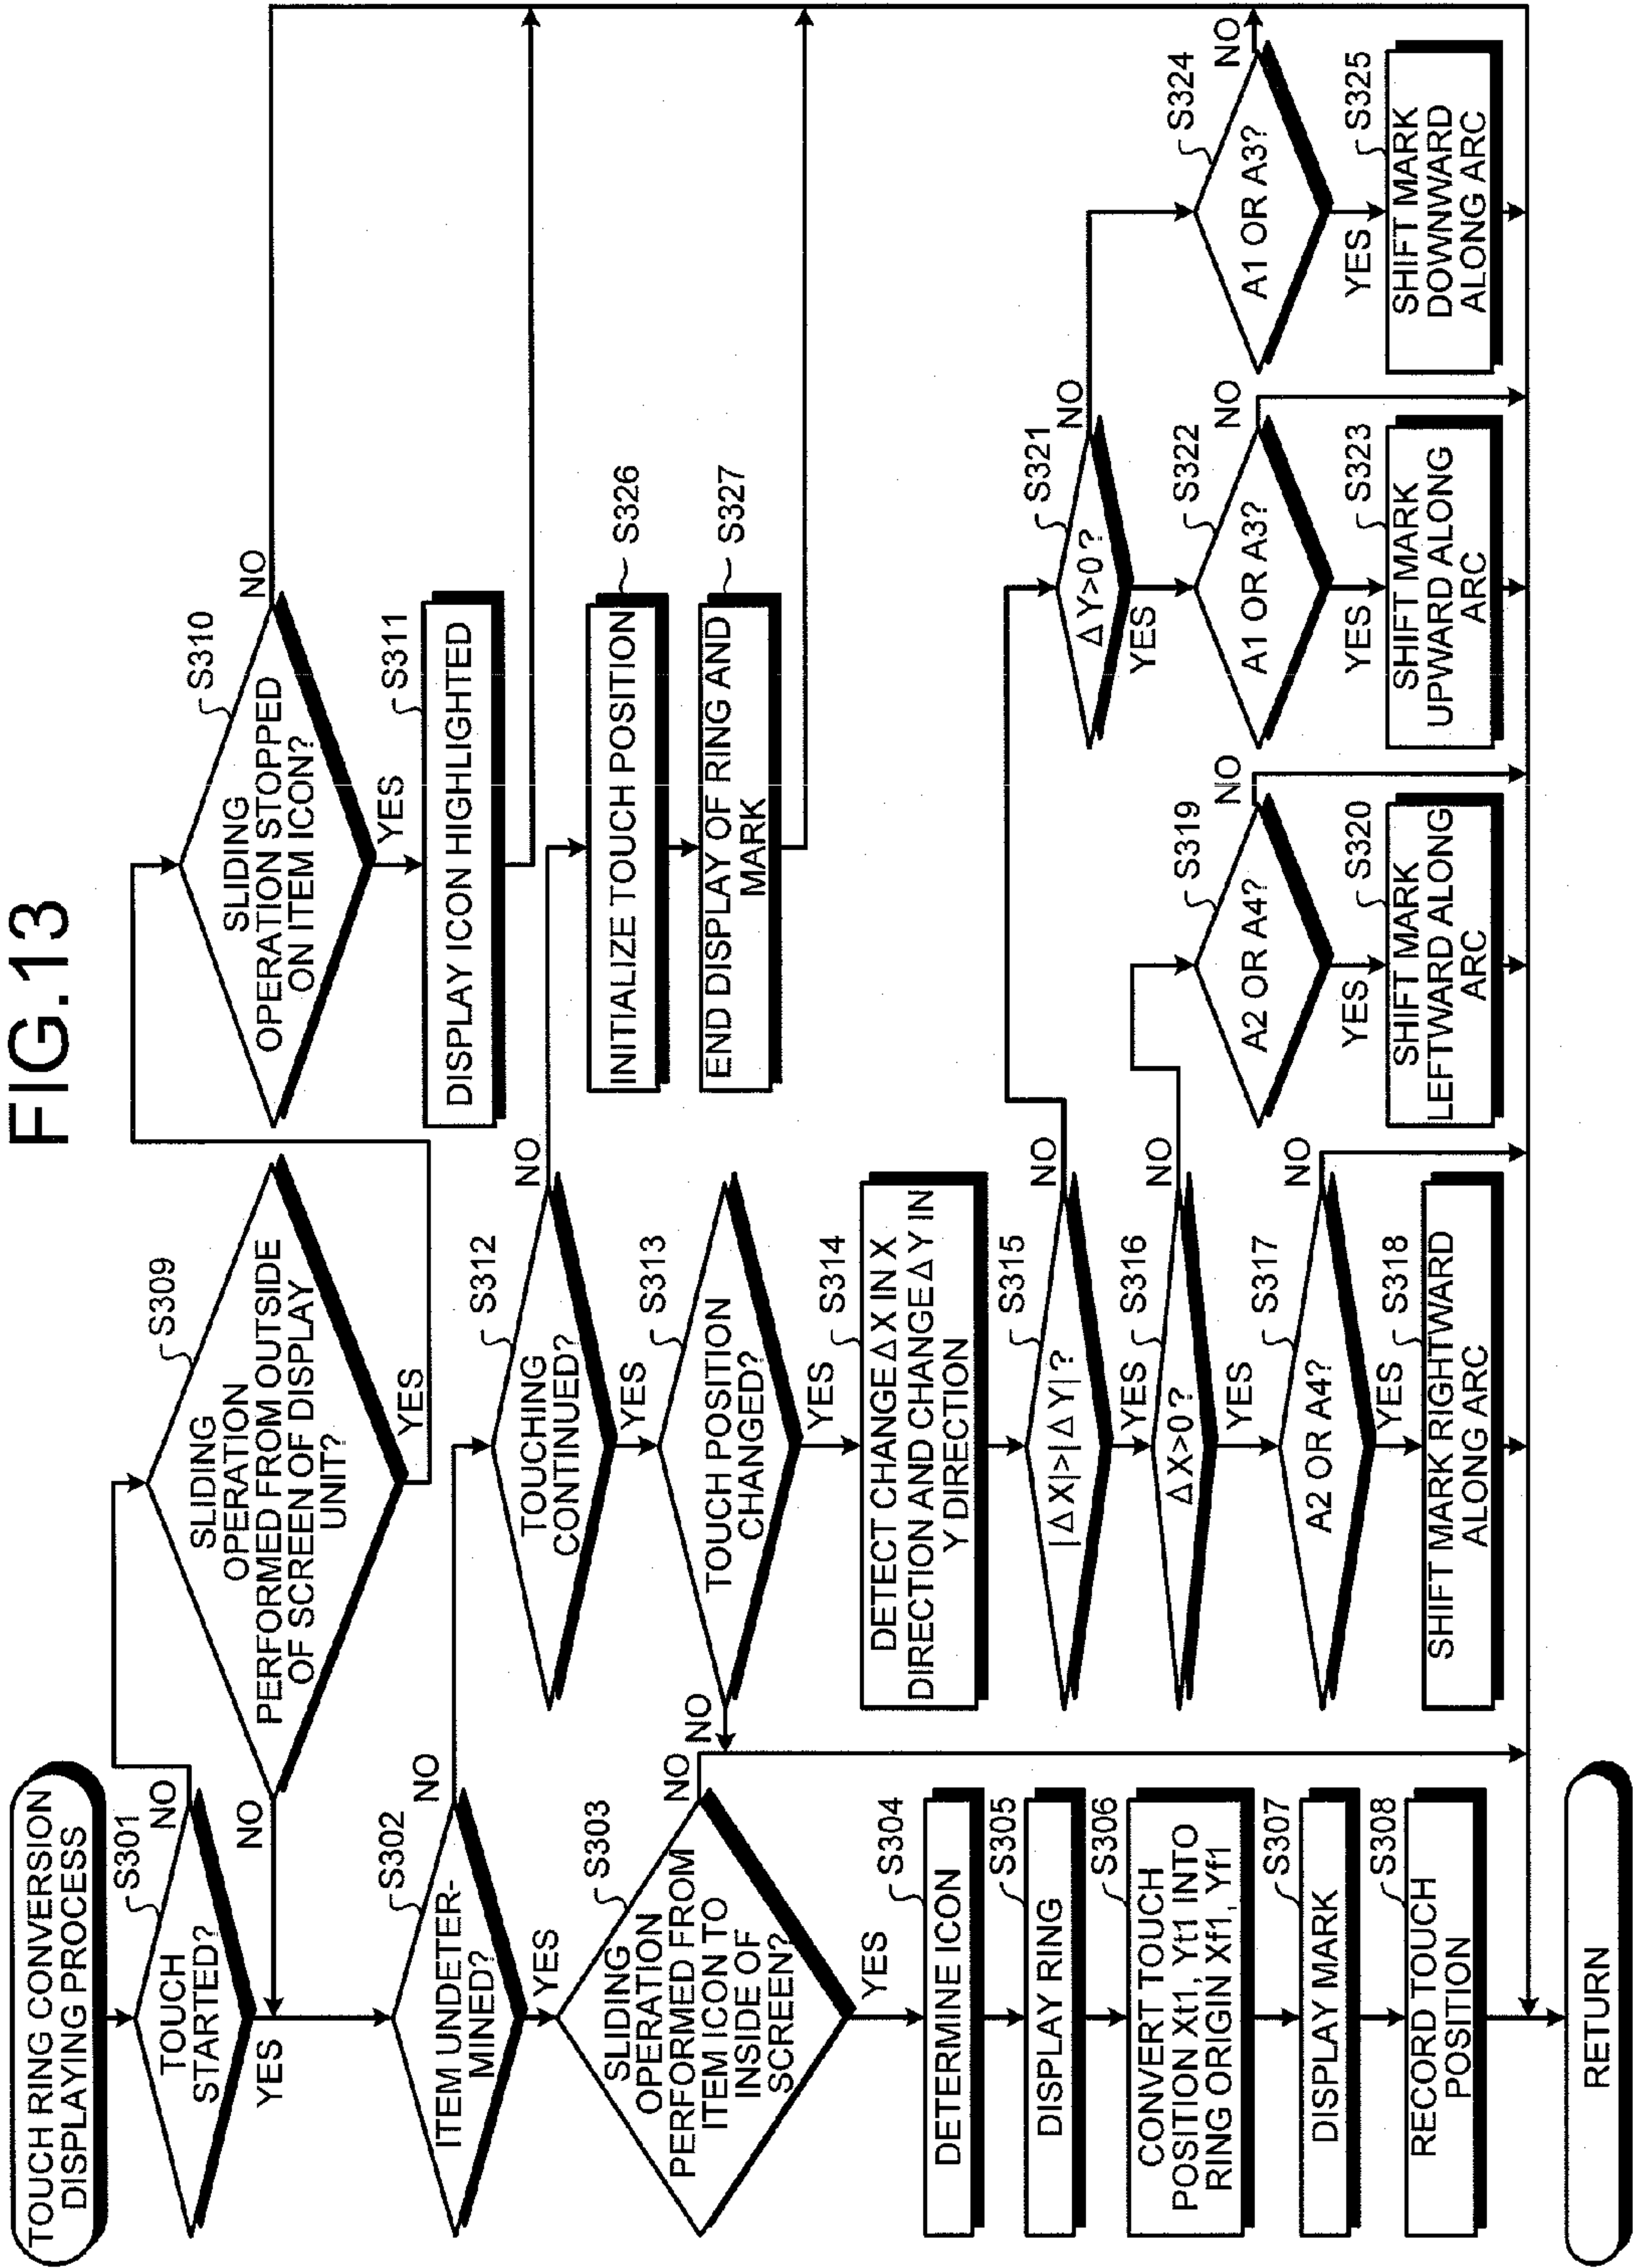 FIG.13
TOUCH RING CONVERSION
DISPLAYING PROCESS
S301
TOUCH
STARTED?
NO
YES
S302
ITEM UNDETER-
MINED?
NO
YES
S303
SLIDING
OPERATION
PERFORMED FROM
ITEM ICON TO
INSIDE OF
SCREEN?
NO
YES
S304
DETERMINE ICON
S305
DISPLAY RING
S306
CONVERT TOUCH
POSITION Xt1, Yt1 INTO
RING ORIGIN Xf1, Yf1
S307
DISPLAY MARK
S308
RECORD TOUCH
POSITION
RETURN
S309
SLIDING
OPERATION
PERFORMED FROM OUTSIDE
OF SCREEN OF DISPLAY
UNIT?
NO
YES
S310
SLIDING
OPERATION STOPPED
ON ITEM ICON?
NO
YES
S311
DISPLAY ICON HIGHLIGHTED
S312
TOUCHING
CONTINUED?
NO
YES
S313
TOUCH POSITION
CHANGED?
NO
YES
S314
DETECT CHANGE ΔX IN X
DIRECTION AND CHANGE ΔY IN
Y DIRECTION
S315
|ΔX|>|ΔY|?
NO
YES
S316
ΔX>0?
NO
YES
S317
A2 OR A4?
NO
YES
S318
SHIFT MARK RIGHTWARD
ALONG ARC
S319
A2 OR A4?
NO
YES
S320
SHIFT MARK
LEFTWARD ALONG
ARC
S321
ΔY>0?
NO
YES
S322
A1 OR A3?
NO
YES
S323
SHIFT MARK
UPWARD ALONG
ARC
S324
A1 OR A3?
NO
YES
S325
SHIFT MARK
DOWNWARD
ALONG ARC
S326
INITIALIZE TOUCH POSITION
S327
END DISPLAY OF RING AND
MARK